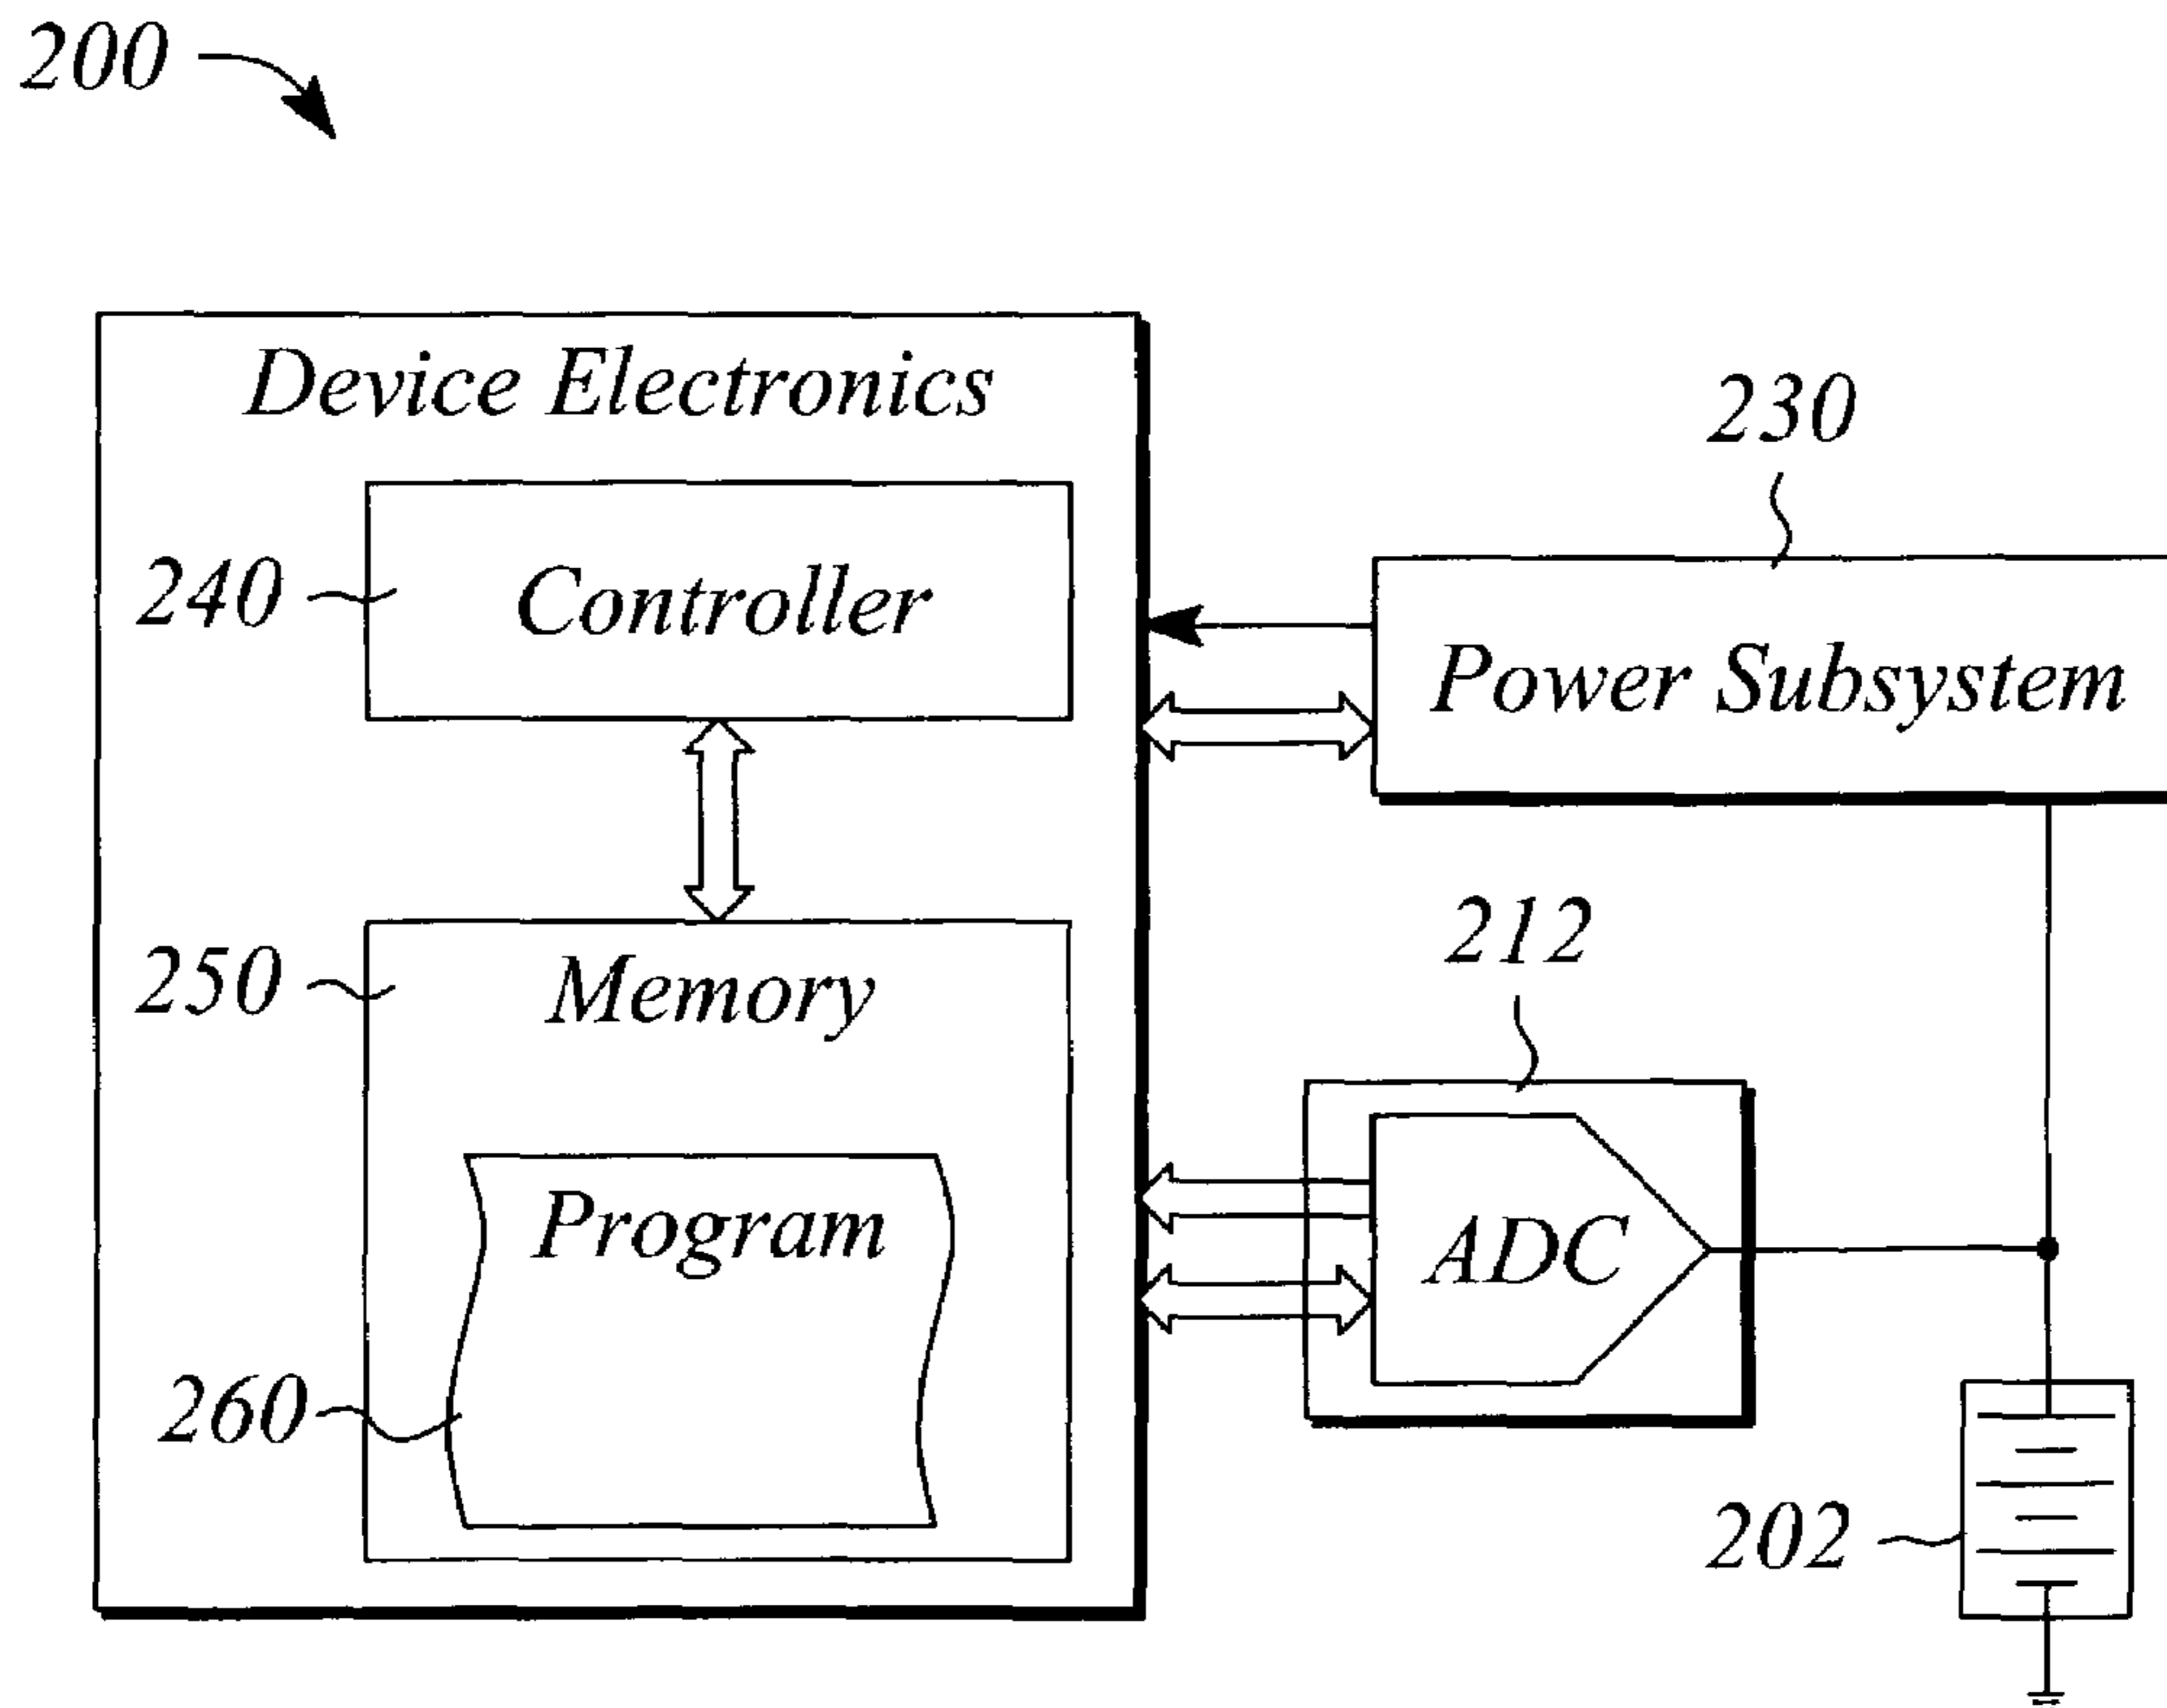 200
Device Electronics
230
240
Controller
Power Subsystem
212
250
Memory
Program
ADC
260
202